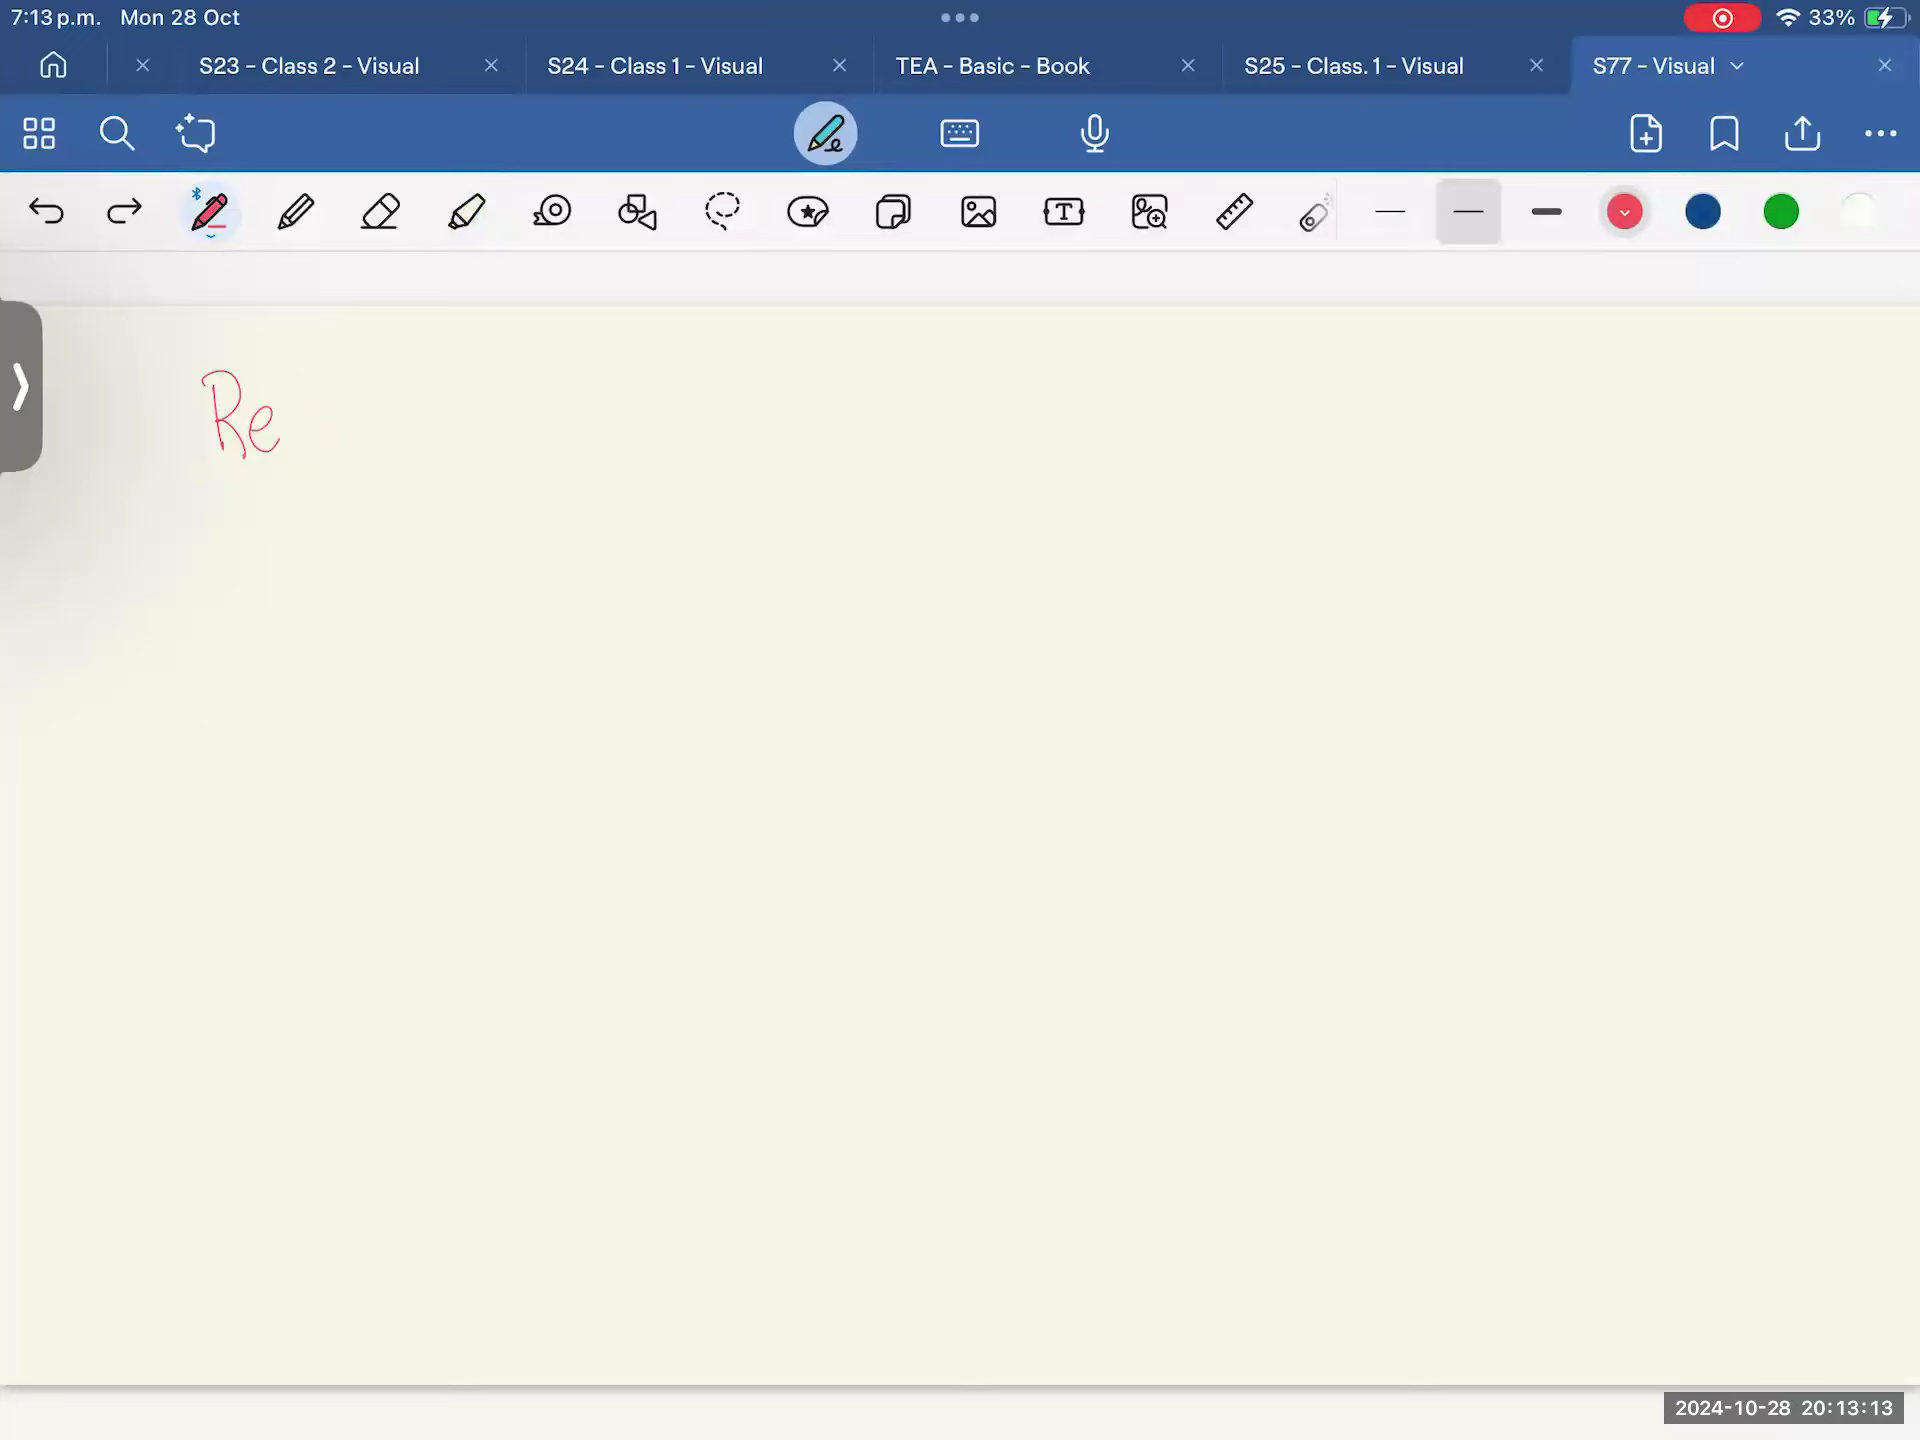 7:13 p.m. Mon 28 Oct
33%
S23 - Class 2 - Visual
S24 - Class 1 - Visual
TEA - Basic - Book
S25 - Class. 1 - Visual
S77 - Visual
Re
2024-10-28 20:13:13